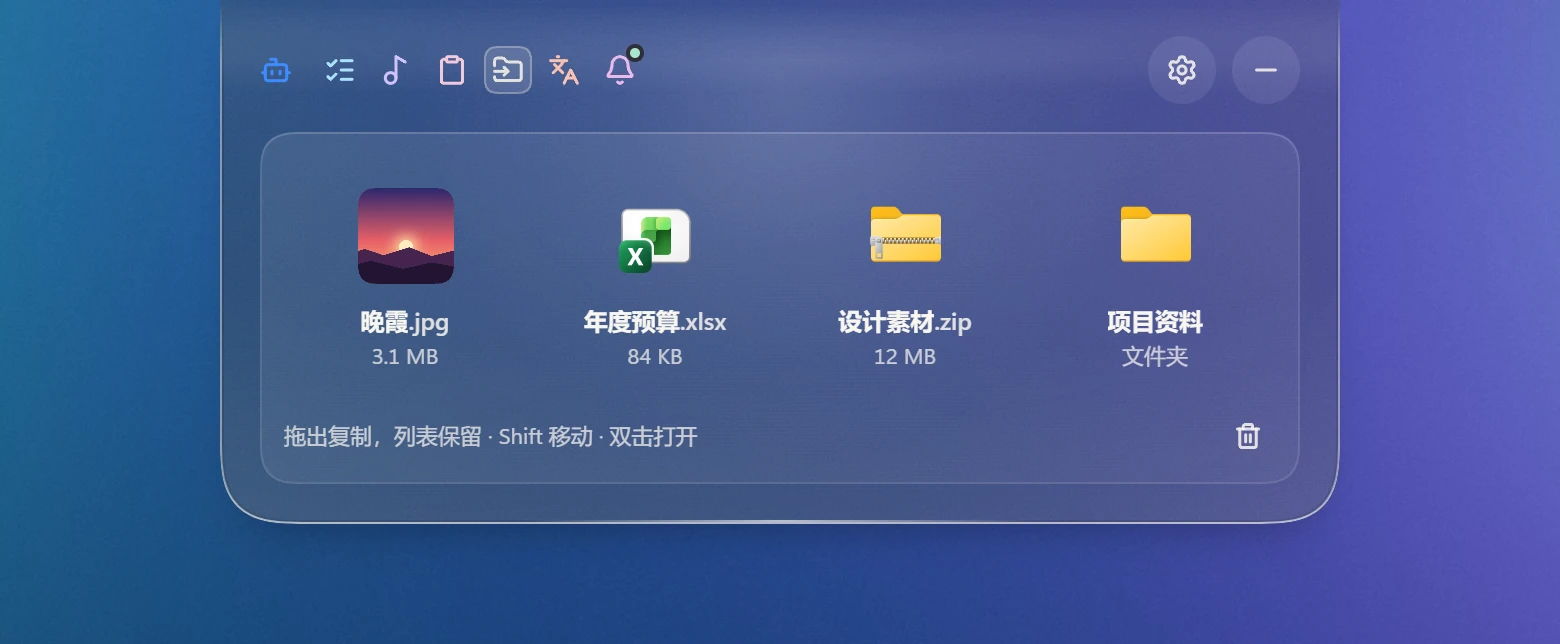 晚霞.jpg
3.1 MB
年度预算.xlsx
84 KB
设计素材.zip
12 MB
项目资料
文件夹
拖出复制，列表保留 · Shift 移动 · 双击打开